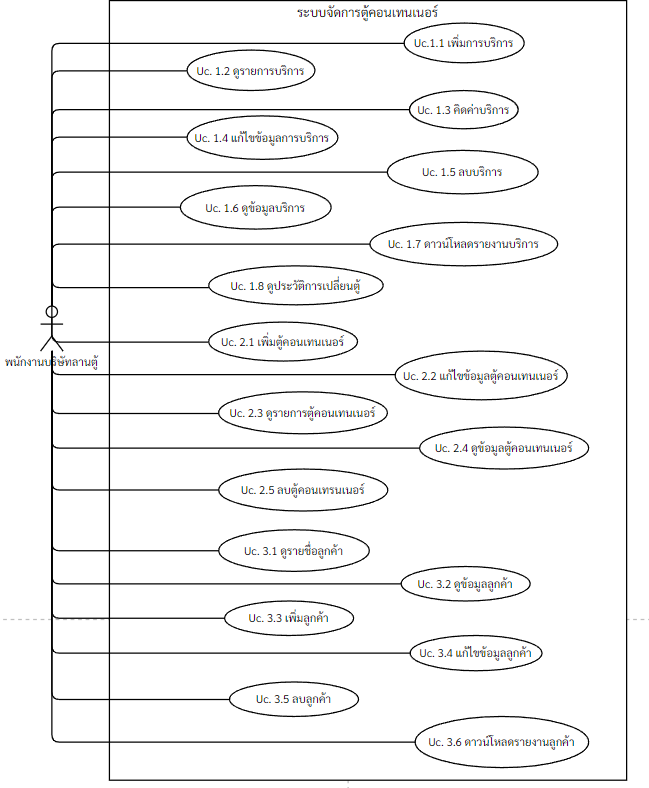 ระบบจัดการตู้คอนเทนเนอร์
Uc.1.1 เพิ่มการบริการ
Uc. 1.2 ดูรายการบริการ
Uc. 1.3 คิดค่าบริการ
Uc. 1.4 แก้ไขข้อมูลการบริการ
Uc. 1.5 ลบบริการ
Uc. 1.6 ดูข้อมูลบริการ
Uc. 1.7 ดาวน์โหลดรายงานบริการ
Uc. 1.8 ดูประวัติการเปลี่ยนตู้
Uc. 2.1 เพิ่มตู้คอนเทนเนอร์
พนักงานบริษัทลานตู้
Uc. 2.2 แก้ไขข้อมูลตู้คอนเทนเนอร์
Uc. 2.3 ดูรายการตู้คอนเทนเนอร์
Uc. 2.4 ดูข้อมูลตู้คอนเทนเนอร์
Uc. 2.5 ลบตู้คอนเทรนเนอร์
Uc. 3.1 ดูรายชื่อลูกค้า
Uc. 3.2 ดูข้อมูลลูกค้า
Uc. 3.3 เพิ่มลูกค้า
Uc. 3.4 แก้ไขข้อมูลลูกค้า
Uc. 3.5 ลบลูกค้า
Uc. 3.6 ดาวน์โหลดรายงานลูกค้า